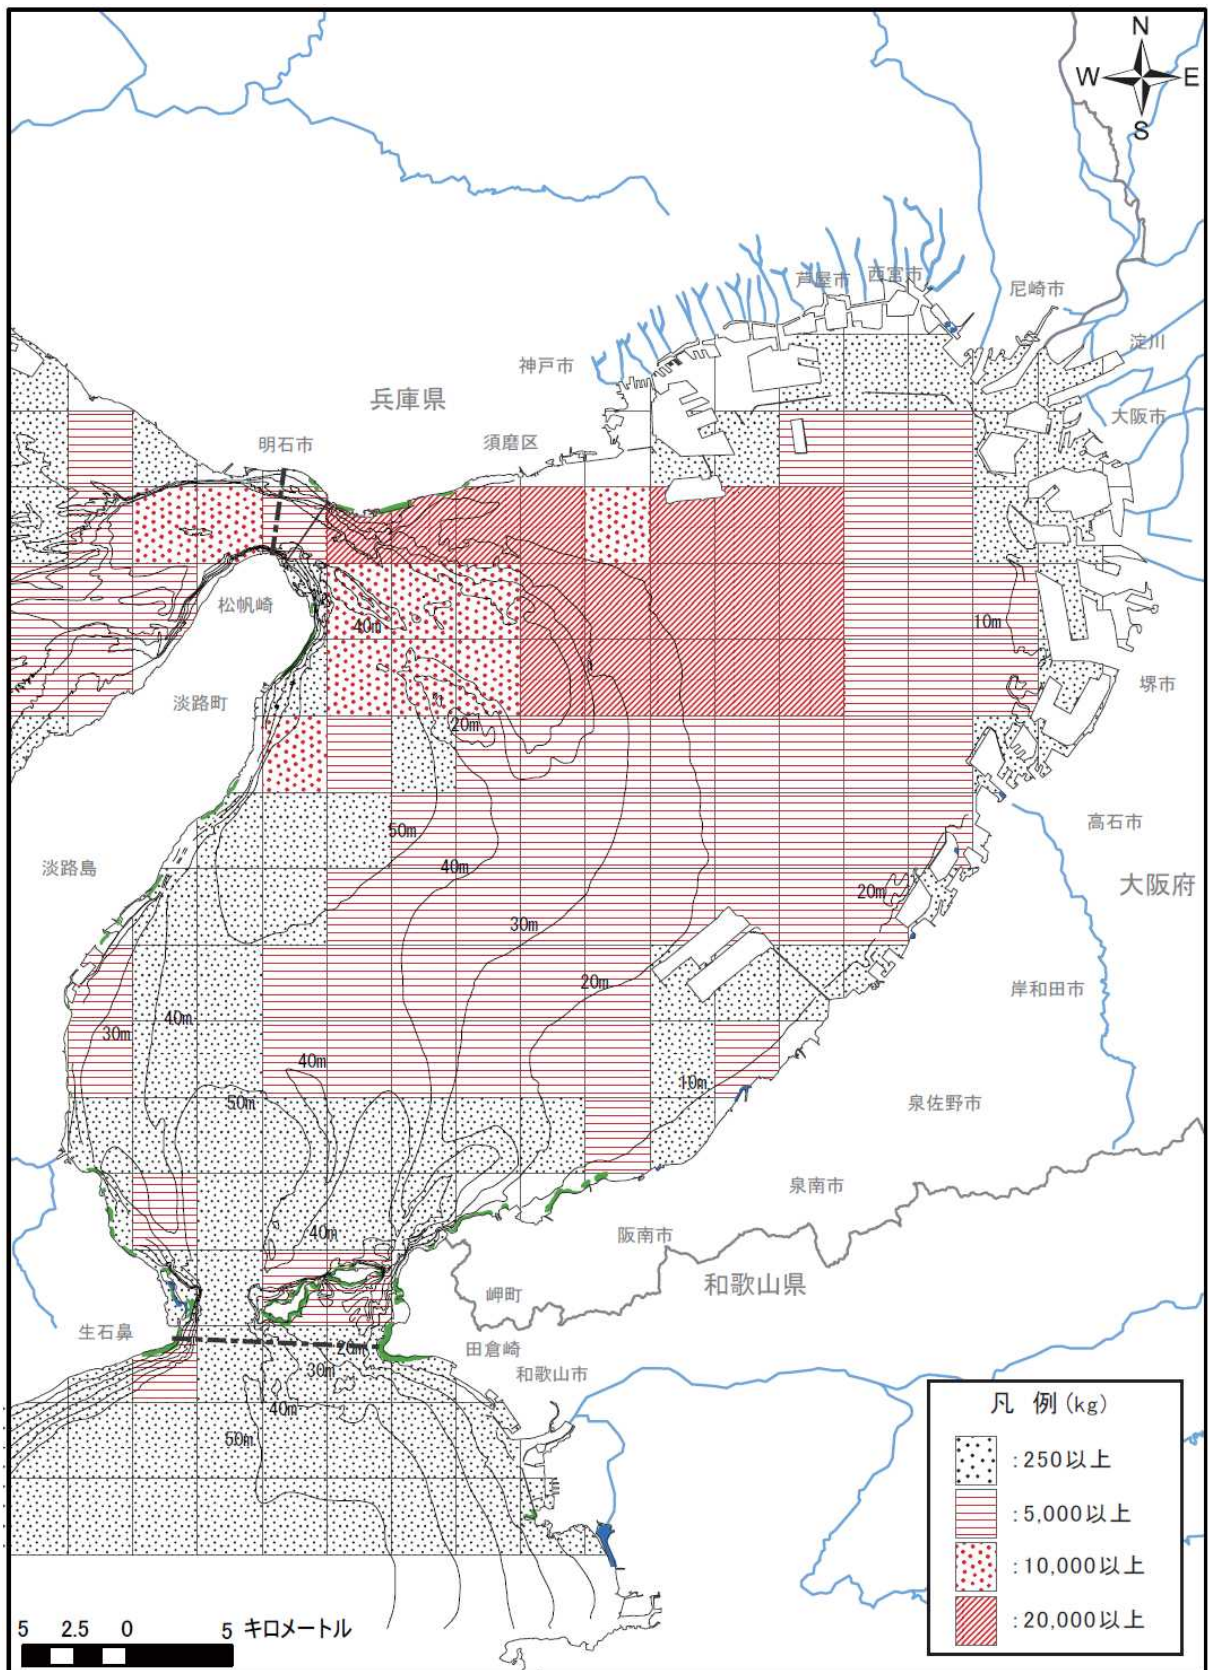 N
W E
S
芦屋市 西宮市
尼崎市
淀川
神戸市
兵庫県
大阪市
明石市
須磨区
松帆崎
40m
10m
淡路町
堺市
20m
50m
高石市
淡路島
40m
大阪府
20m
30m
20m
岸和田市
40m
30m
40m
10m
50m
泉佐野市
泉南市
40m
阪南市
和歌山県
岬町
生石鼻
20m
田倉崎
30m
和歌山市
40m
50m
凡 例(kg)
:250以上
:5,000以上
:10,000以上
:20,000以上
5 2.5 0 5 キロメートル